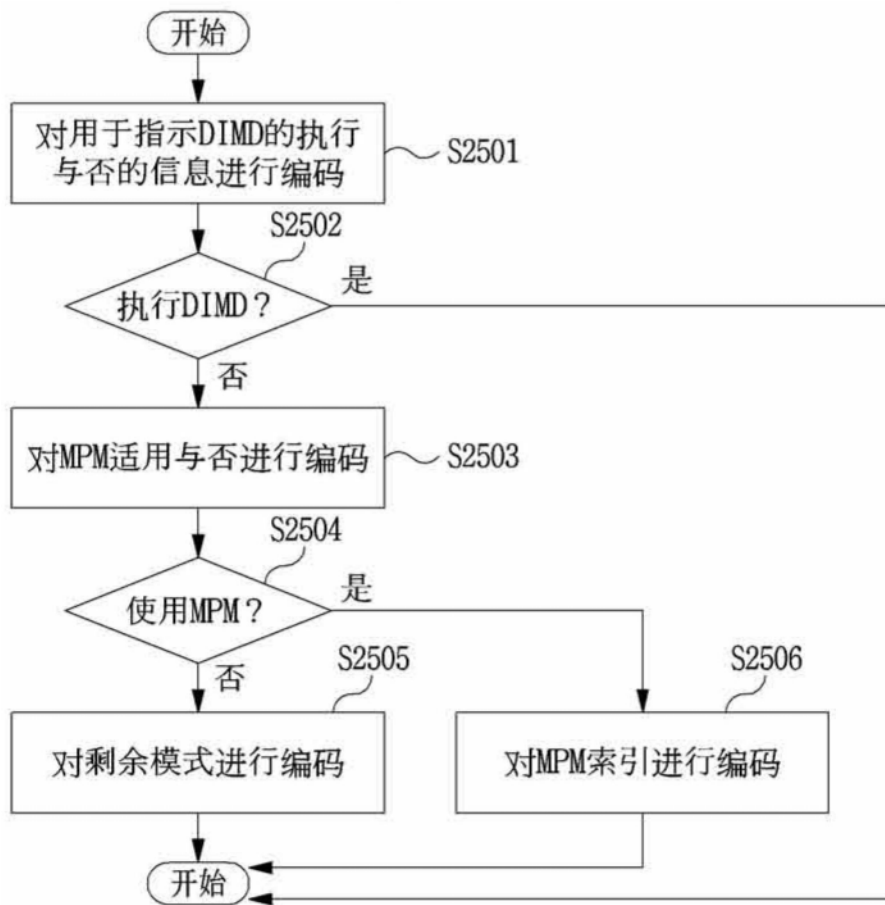 开始
对用于指示DIMD的执行
与否的信息进行编码
S2501
S2502
执行DIMD？
是
否
对MPM适用与否进行编码
S2503
S2504
使用MPM？
是
否
S2505
S2506
对剩余模式进行编码
对MPM索引进行编码
开始